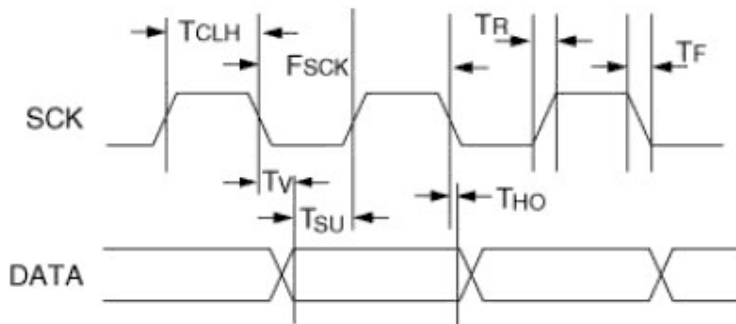 TCLH
TR
TF
FSCK
SCK
TV
TSU
THO
DATA